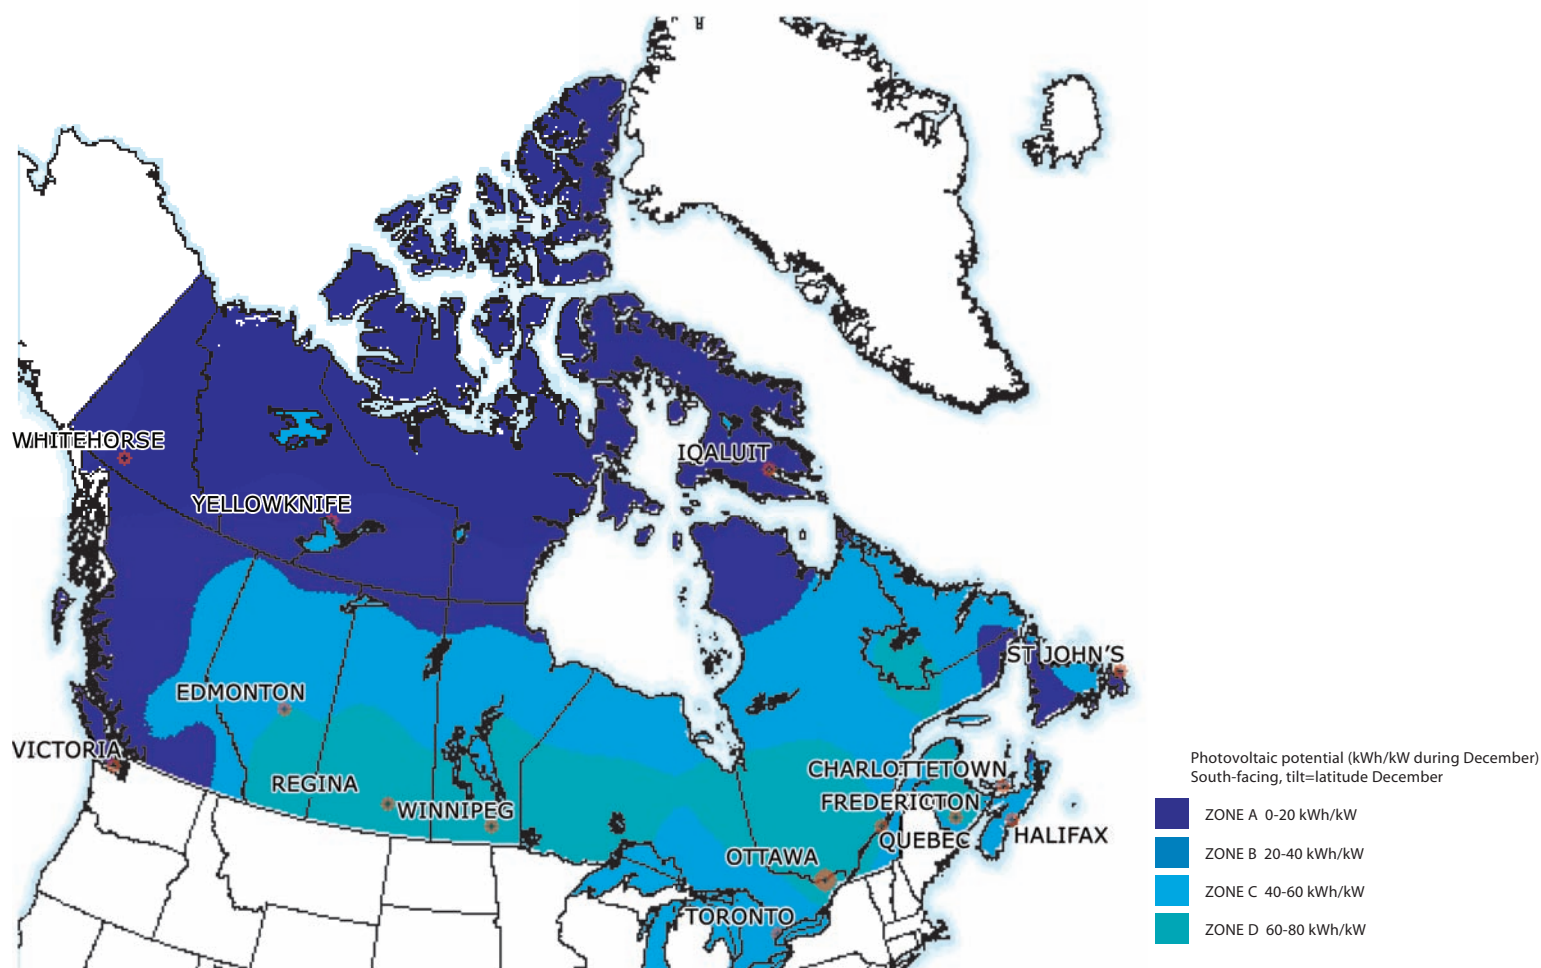 WHITEHORSE
IQALUIT
YELLOWKNIFE
ST JOHN'S
EDMONTON
VICTORIA
CHARLOTTETOWN
REGINA
FREDERICTON
WINNIPEG
HALIFAX
QUEBEC
OTTAWA
TORONTO
Photovoltaic potential (kWh/kW during December)
South-facing, tilt=latitude December
ZONE A 0-20 kWh/kW
ZONE B 20-40 kWh/kW
ZONE C 40-60 kWh/kW
ZONE D 60-80 kWh/kW